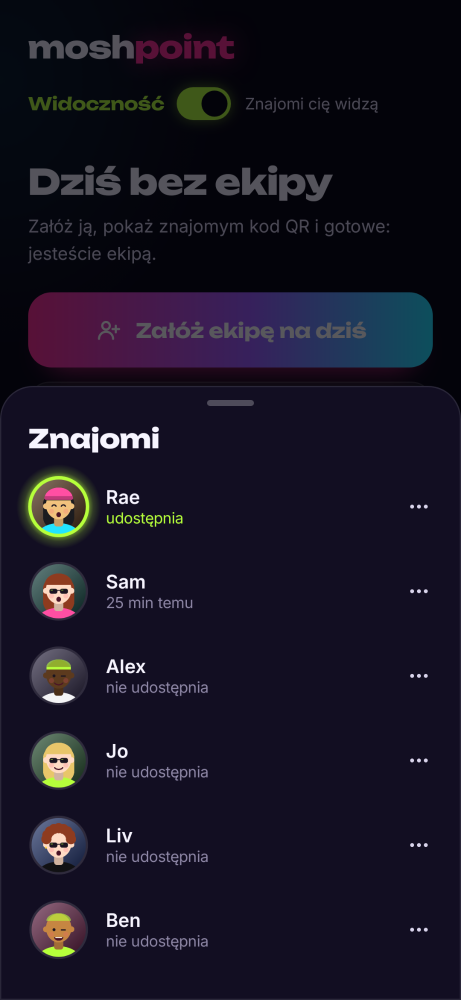 moshpoint
Widoczność
Znajomi cię widzą
Dziś bez ekipy
Załóż ją, pokaż znajomym kod QR i gotowe:
jesteście ekipą.
Załóż ekipę na dziś
Znajomi
Rae
udostępnia
Sam
25 min temu
Alex
nie udostępnia
Jo
nie udostępnia
Liv
nie udostępnia
Ben
nie udostępnia